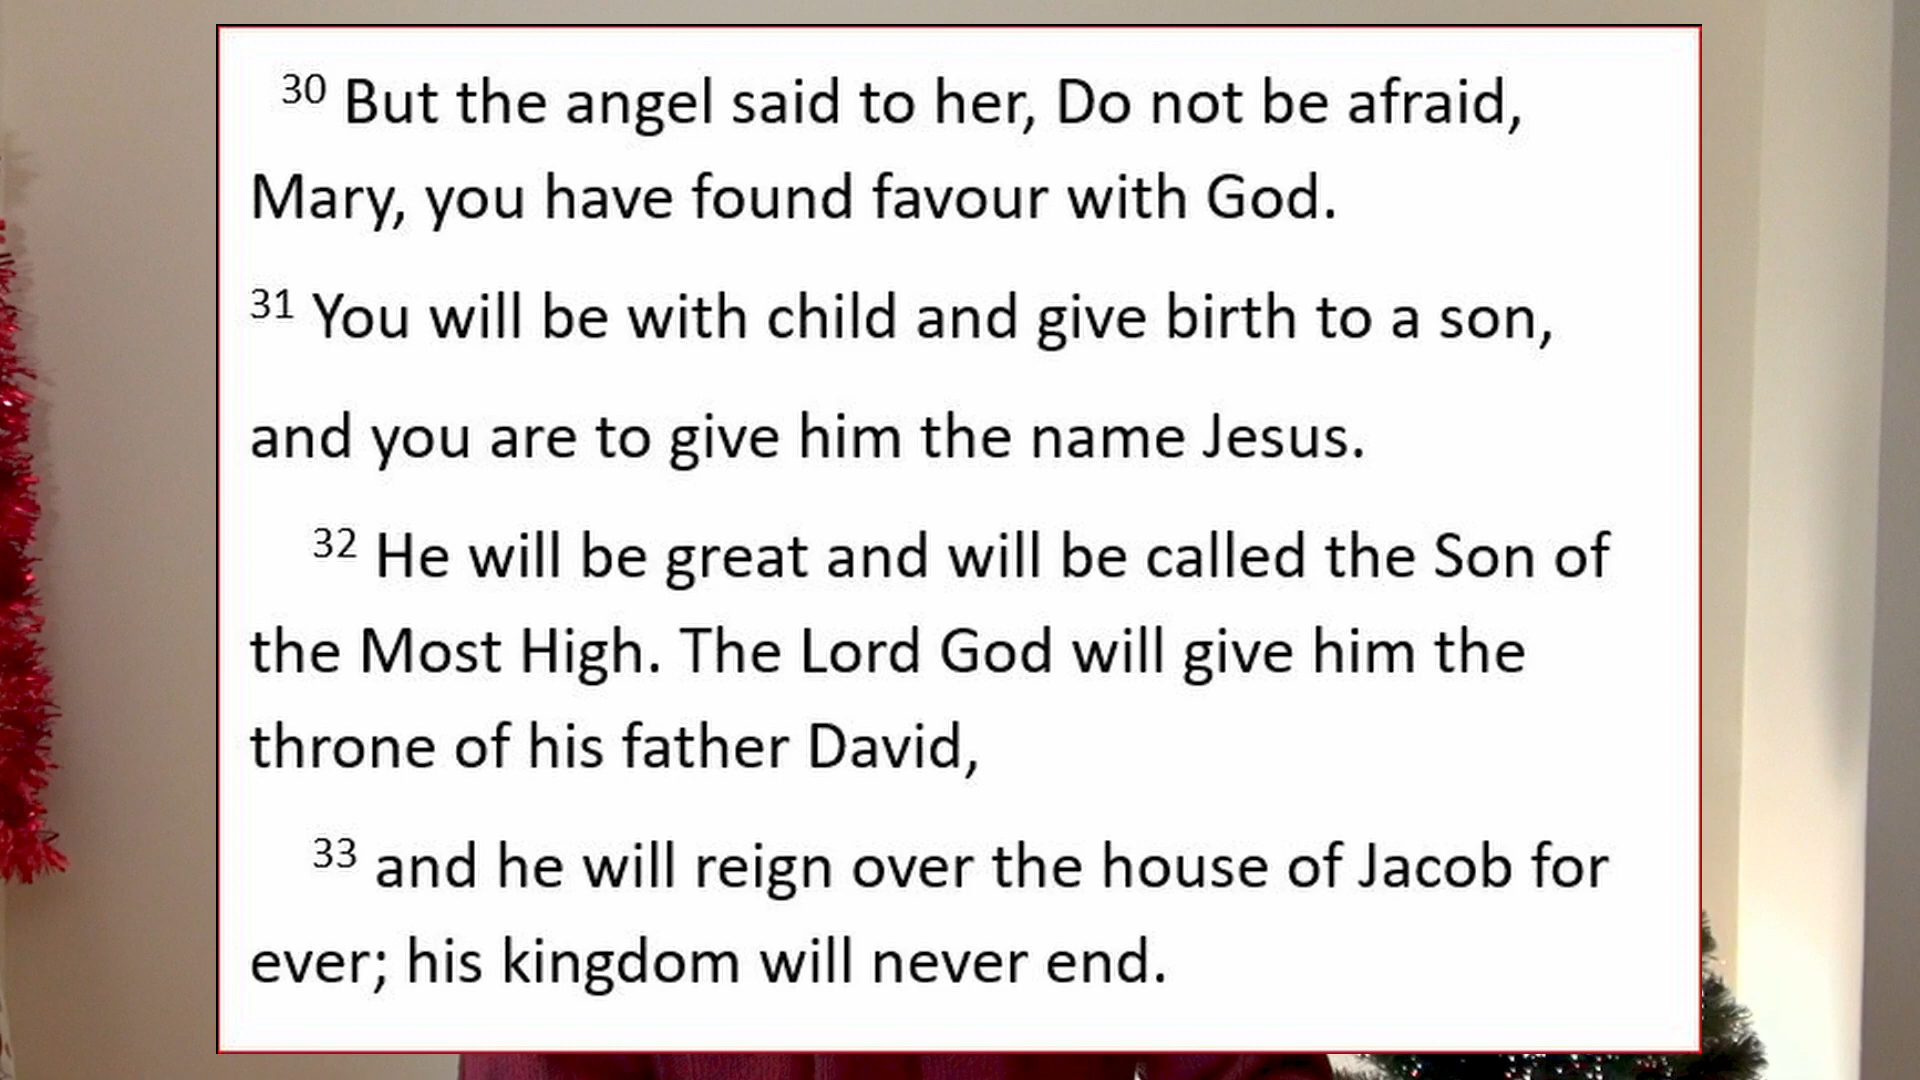 30 But the angel said to her, Do not be afraid,
Mary, you have found favour with God.
31 You will be with child and give birth to a son,
and you are to give him the name Jesus.
32 He will be great and will be called the Son of
the Most High. The Lord God will give him the
throne of his father David,
33 and he will reign over the house of Jacob for
ever; his kingdom will never end.